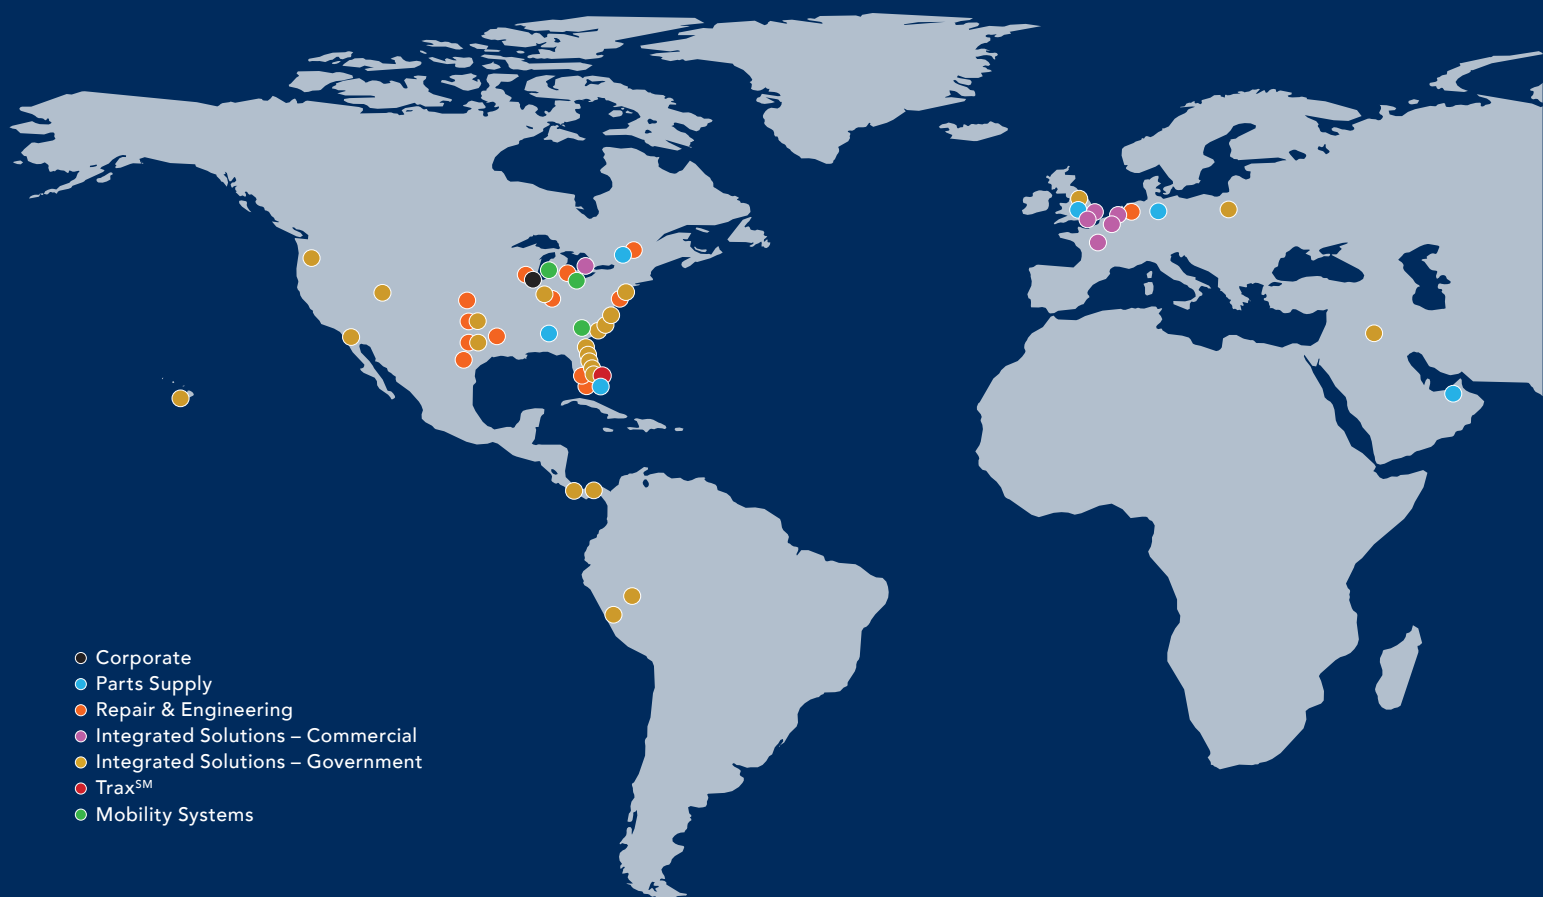 Corporate
Parts Supply
Repair & Engineering
Integrated Solutions – Commercial
Integrated Solutions – Government
Trax℠
Mobility Systems